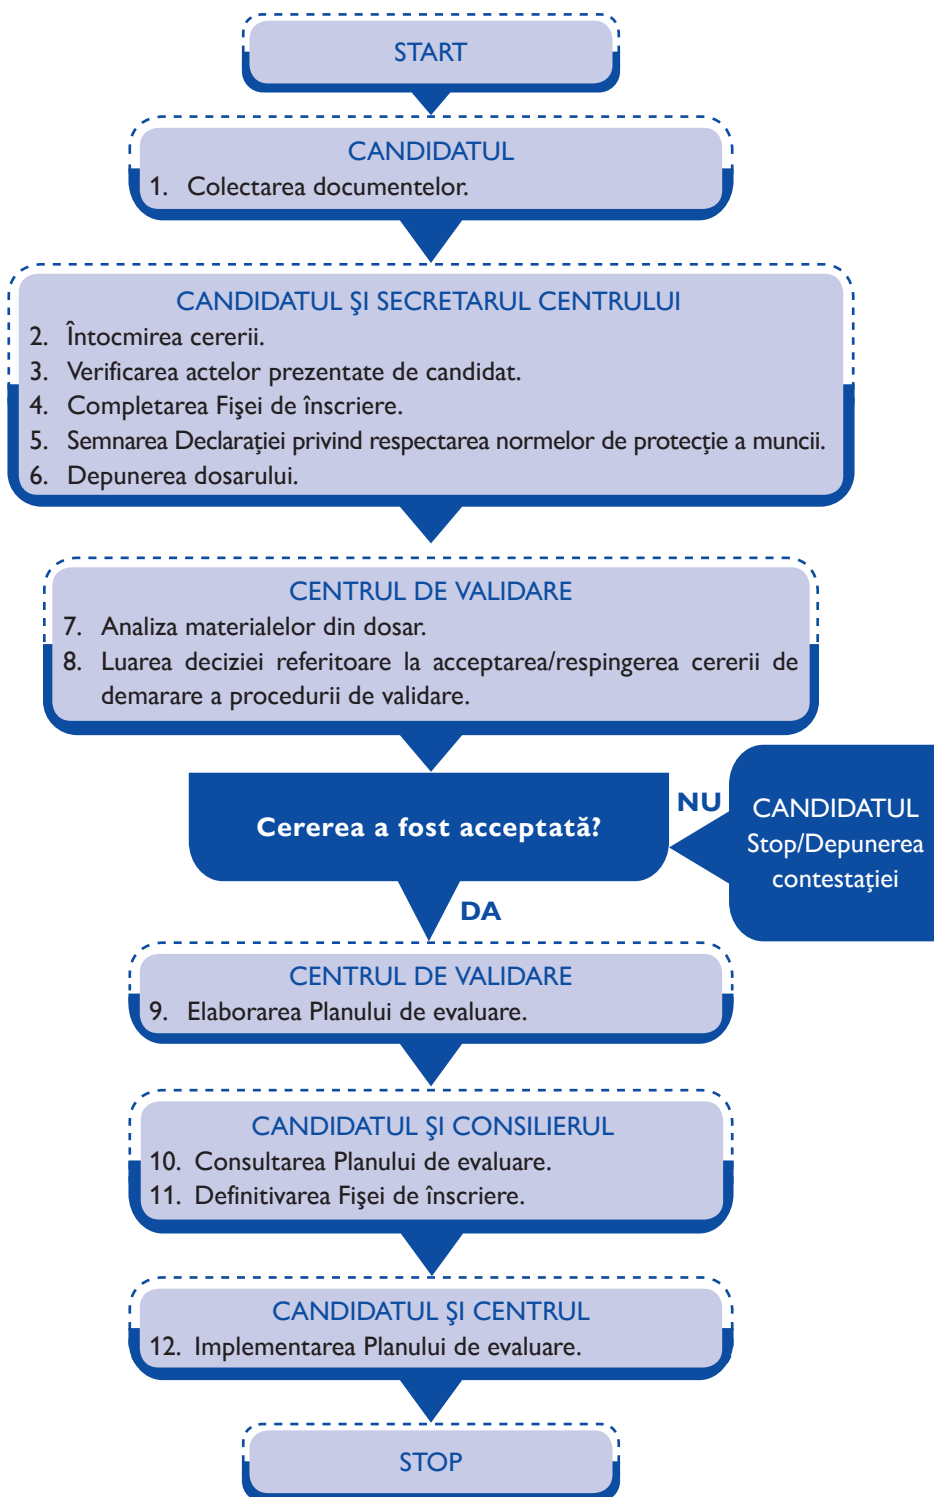 START
CANDIDATUL
1. Colectarea documentelor.
CANDIDATUL ŞI SECRETARUL CENTRULUI
2. Întocmirea cererii.
3. Verificarea actelor prezentate de candidat.
4. Completarea Fişei de înscriere.
5. Semnarea Declarației privind respectarea normelor de protecție a muncii.
6. Depunerea dosarului.
CENTRUL DE VALIDARE
7. Analiza materialelor din dosar.
8. Luarea deciziei referitoare la acceptarea/respingerea cererii de
demarare a procedurii de validare.
Cererea a fost acceptată?
NU
CANDIDATUL
Stop/Depunerea
contestației
DA
CENTRUL DE VALIDARE
9. Elaborarea Planului de evaluare.
CANDIDATUL ŞI CONSILIERUL
10. Consultarea Planului de evaluare.
11. Definitivarea Fişei de înscriere.
CANDIDATUL ŞI CENTRUL
12. Implementarea Planului de evaluare.
STOP